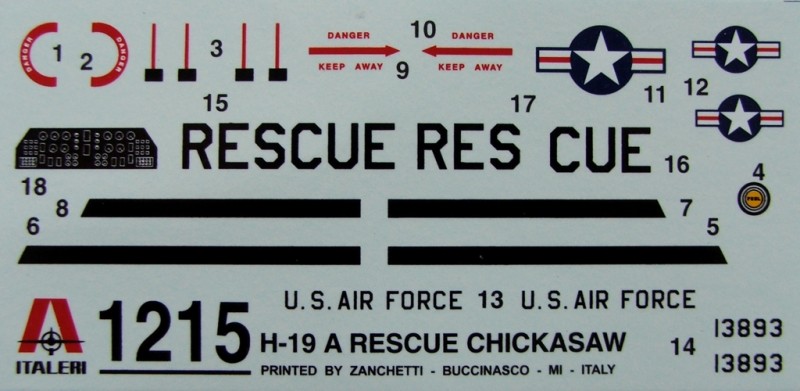 DANGER
1
2
DANGER
3
DANGER
KEEP AWAY
9
10
DANGER
KEEP AWAY
11
12
15
17
RESCUE RES CUE
16
4
FUEL
18
8
7
6
5
U.S. AIR FORCE 13 U.S. AIR FORCE
ITALERI
1215
H-19 A RESCUE CHICKASAW
PRINTED BY ZANCHETTI - BUCCINASCO - MI - ITALY
14
13893
13893